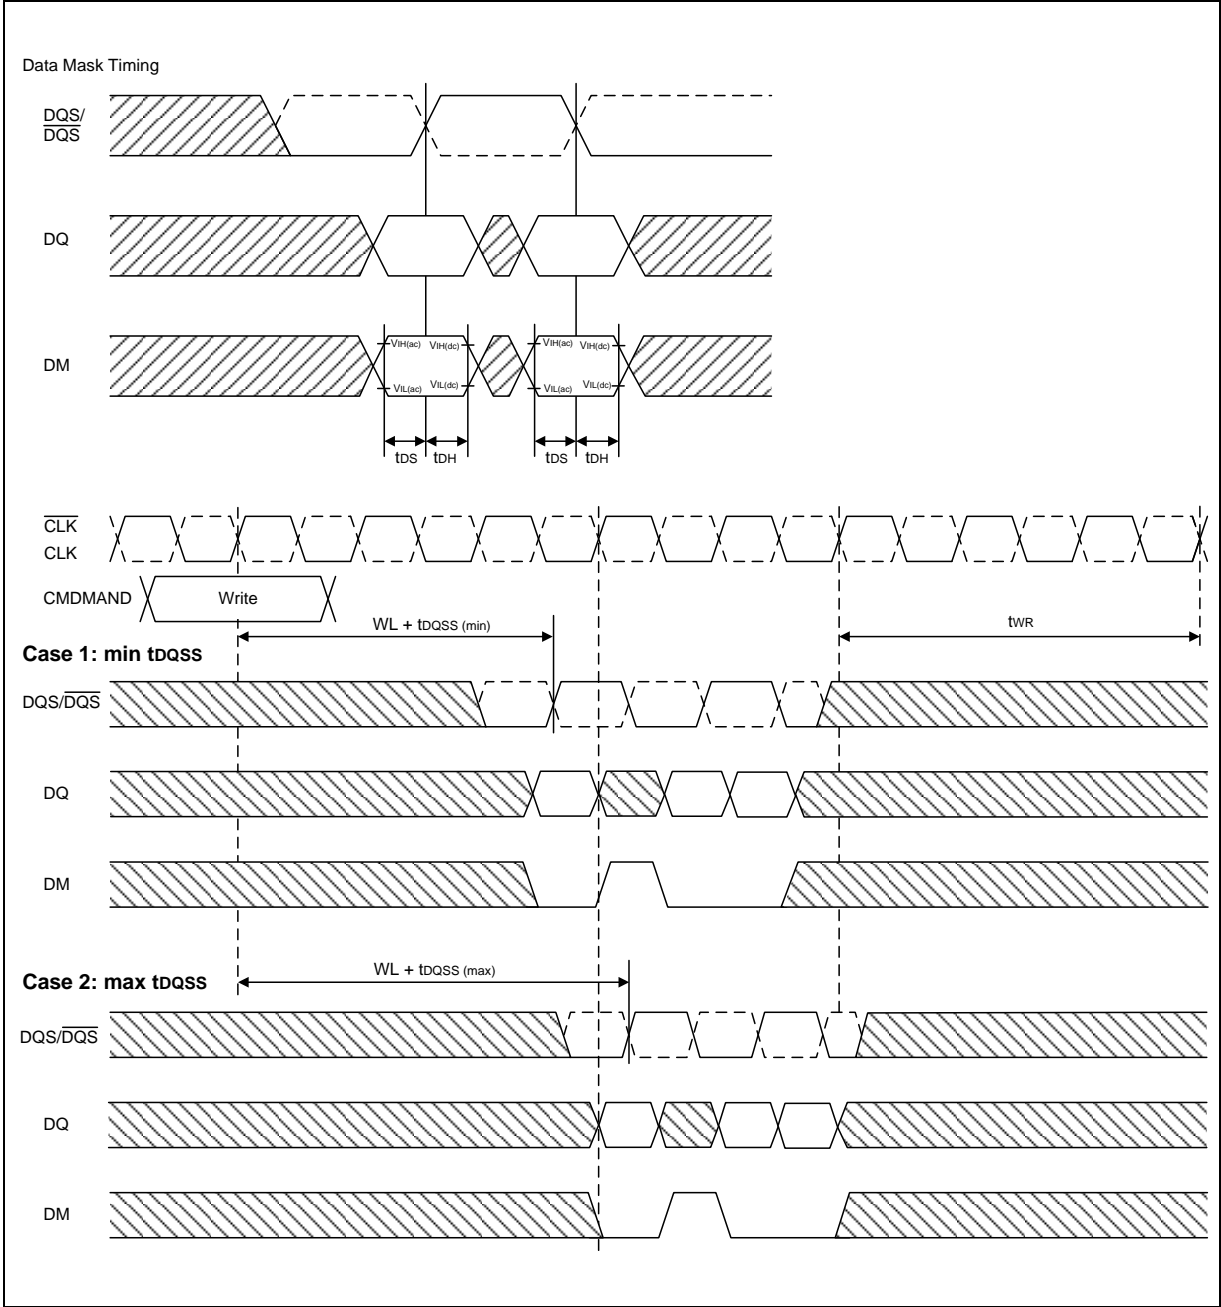 Data Mask Timing
DQS/
DQS
DQ
DM
VIH(ac) VIH(dc) VIH(ac) VIH(dc)
VIL(ac) VIL(dc) VIL(ac) VIL(dc)
tDS tDH tDS tDH
CLK
CLK
CMDMAND Write
WL + tDQSS (min) tWR
Case 1: min tDQSS
DQS/DQS
DQ
DM
WL + tDQSS (max)
Case 2: max tDQSS
DQS/DQS
DQ
DM